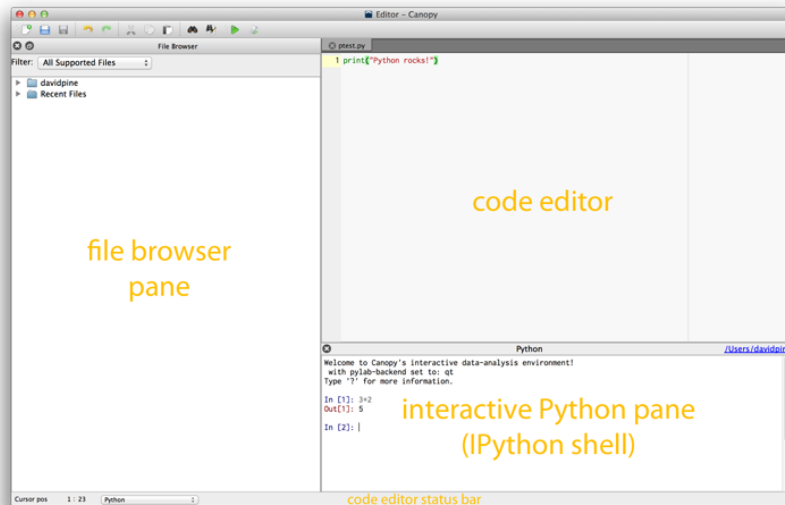 Editor - Canopy
File Browser
Filter: All Supported Files
davidpine
Recent Files
file browser
pane
ptest.py
1 print("Python rocks!")
code editor
Python /Users/davidpin
Welcome to Canopy's interactive data-analysis environment!
with pylab-backend set to: qt
Type '?' for more information.
In [1]: 3+2
Out[1]: 5
In [2]:
interactive Python pane
(IPython shell)
Cursor pos 1 : 23 Python
code editor status bar